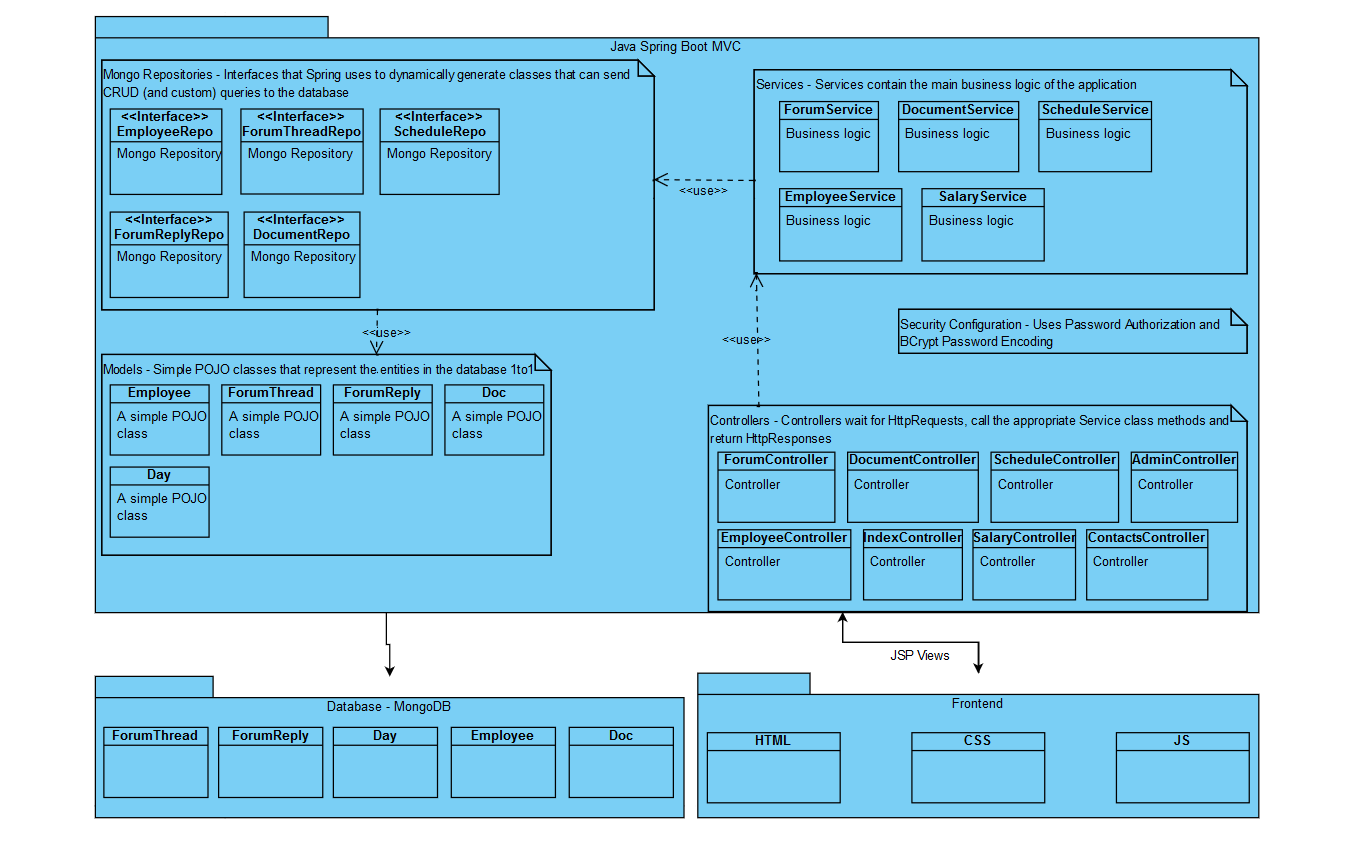 Java Spring Boot MVC
Mongo Repositories - Interfaces that Spring uses to dynamically generate classes that can send
CRUD (and custom) queries to the database
<<Interface>>
EmployeeRepo
Mongo Repository
<<Interface>>
ForumThreadRepo
Mongo Repository
<<Interface>>
ScheduleRepo
Mongo Repository
<<Interface>>
ForumReplyRepo
Mongo Repository
<<Interface>>
DocumentRepo
Mongo Repository
<<use>>
Services - Services contain the main business logic of the application
ForumService
Business logic
DocumentService
Business logic
ScheduleService
Business logic
EmployeeService
Business logic
SalaryService
Business logic
<<use>>
<<use>>
Security Configuration - Uses Password Authorization and
BCrypt Password Encoding
Models - Simple POJO classes that represent the entities in the database 1to1
Employee
A simple POJO
class
ForumThread
A simple POJO
class
ForumReply
A simple POJO
class
Doc
A simple POJO
class
Day
A simple POJO
class
Controllers - Controllers wait for HttpRequests, call the appropriate Service class methods and
return HttpResponses
ForumController
Controller
DocumentController
Controller
ScheduleController
Controller
AdminController
Controller
EmployeeController
Controller
IndexController
Controller
SalaryController
Controller
ContactsController
Controller
JSP Views
Database - MongoDB
ForumThread
ForumReply
Day
Employee
Doc
Frontend
HTML
CSS
JS